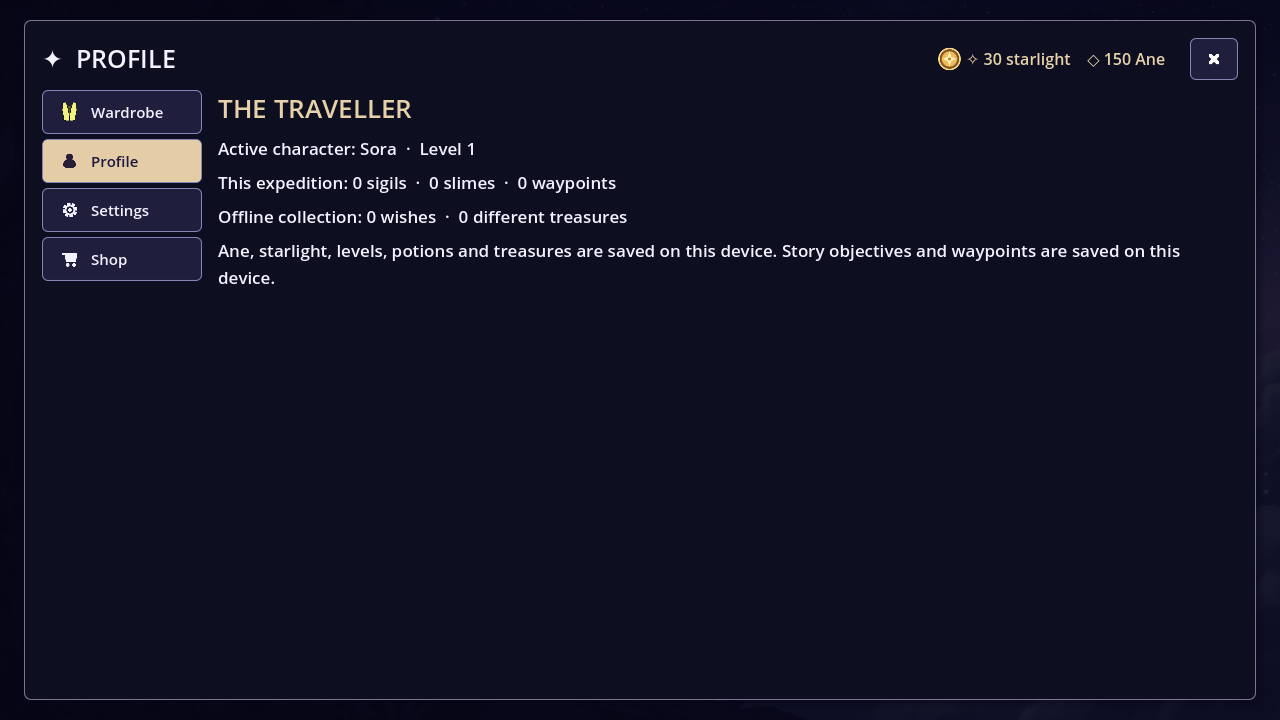 ✦ PROFILE
✧ 30 starlight ◇ 150 Ane
Wardrobe
Profile
Settings
Shop
THE TRAVELLER
Active character: Sora · Level 1
This expedition: 0 sigils · 0 slimes · 0 waypoints
Offline collection: 0 wishes · 0 different treasures
Ane, starlight, levels, potions and treasures are saved on this device. Story objectives and waypoints are saved on this
device.